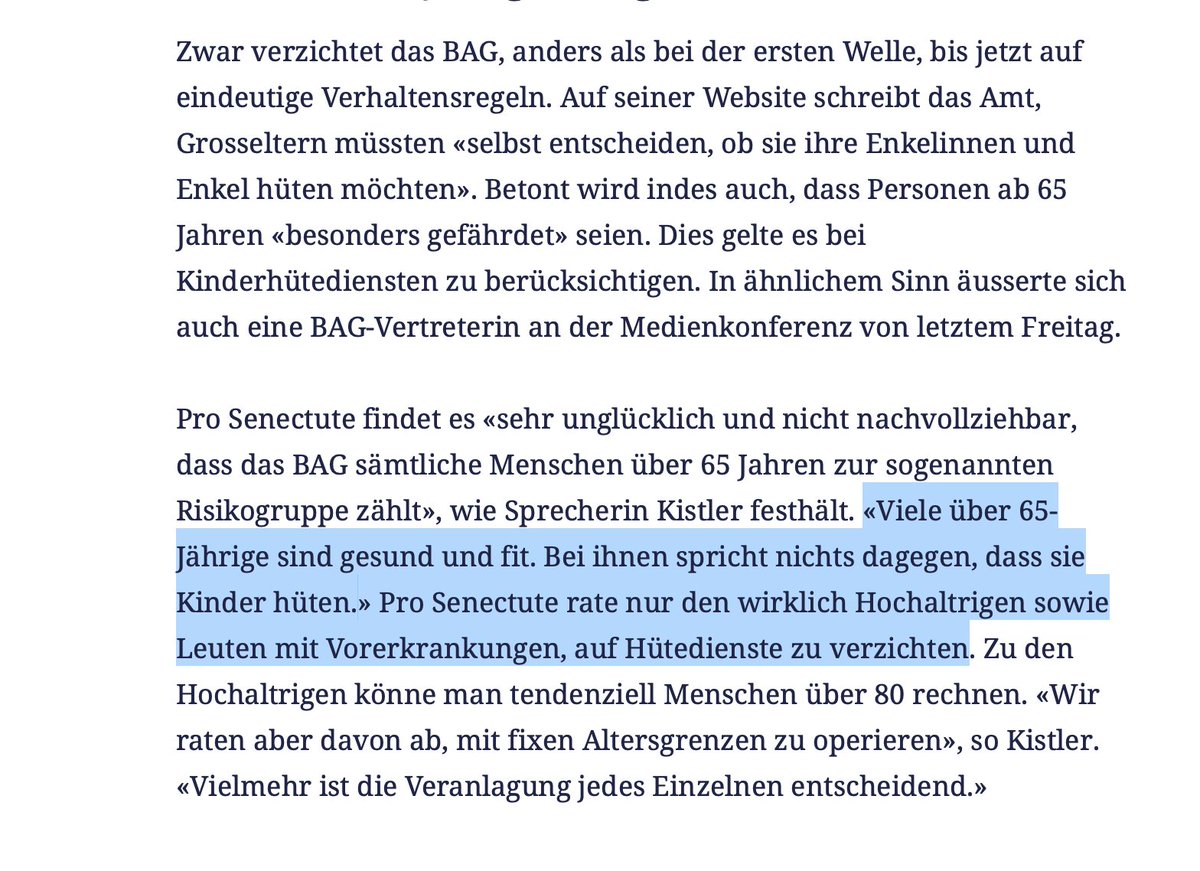 Zwar verzichtet das BAG, anders als bei der ersten Welle, bis jetzt auf
eindeutige Verhaltensregeln. Auf seiner Website schreibt das Amt,
Grosseltern müssten «selbst entscheiden, ob sie ihre Enkelinnen und
Enkel hüten möchten». Betont wird indes auch, dass Personen ab 65
Jahren «besonders gefährdet» seien. Dies gelte es bei
Kinderhütediensten zu berücksichtigen. In ähnlichem Sinn äusserte sich
auch eine BAG-Vertreterin an der Medienkonferenz von letztem Freitag.
Pro Senectute findet es «sehr unglücklich und nicht nachvollziehbar,
dass das BAG sämtliche Menschen über 65 Jahren zur sogenannten
Risikogruppe zählt», wie Sprecherin Kistler festhält. «Viele über 65-
Jährige sind gesund und fit. Bei ihnen spricht nichts dagegen, dass sie
Kinder hüten.» Pro Senectute rate nur den wirklich Hochaltrigen sowie
Leuten mit Vorerkrankungen, auf Hütedienste zu verzichten. Zu den
Hochaltrigen könne man tendenziell Menschen über 80 rechnen. «Wir
raten aber davon ab, mit fixen Altersgrenzen zu operieren», so Kistler.
«Vielmehr ist die Veranlagung jedes Einzelnen entscheidend.»